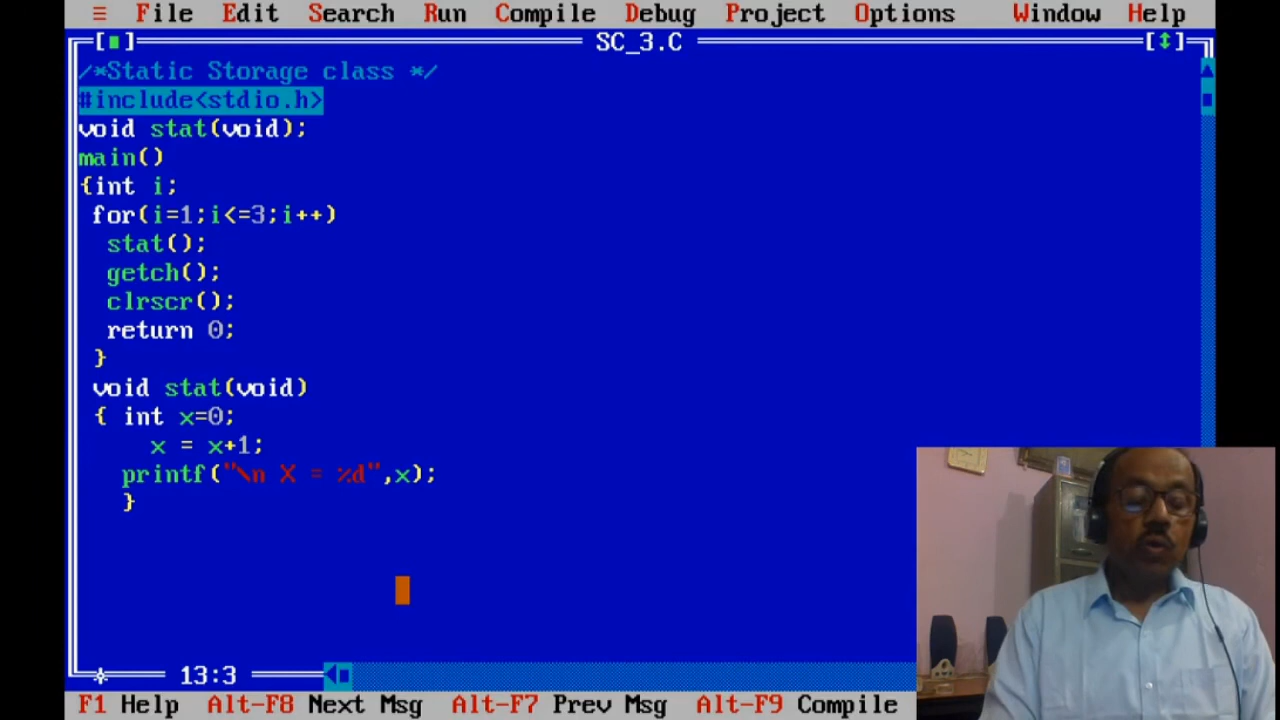 ≡ File Edit Search Run Compile Debug Project Options Window Help
[■] SC_3.C [↕]
/*Static Storage class */
#include<stdio.h>
void stat(void);
main()
{int i;
for(i=1;i<=3;i++)
stat();
getch();
clrscr();
return 0;
}
void stat(void)
{ int x=0;
x = x+1;
printf("\n X = %d",x);
}
13:3
F1 Help Alt-F8 Next Msg Alt-F7 Prev Msg Alt-F9 Compile